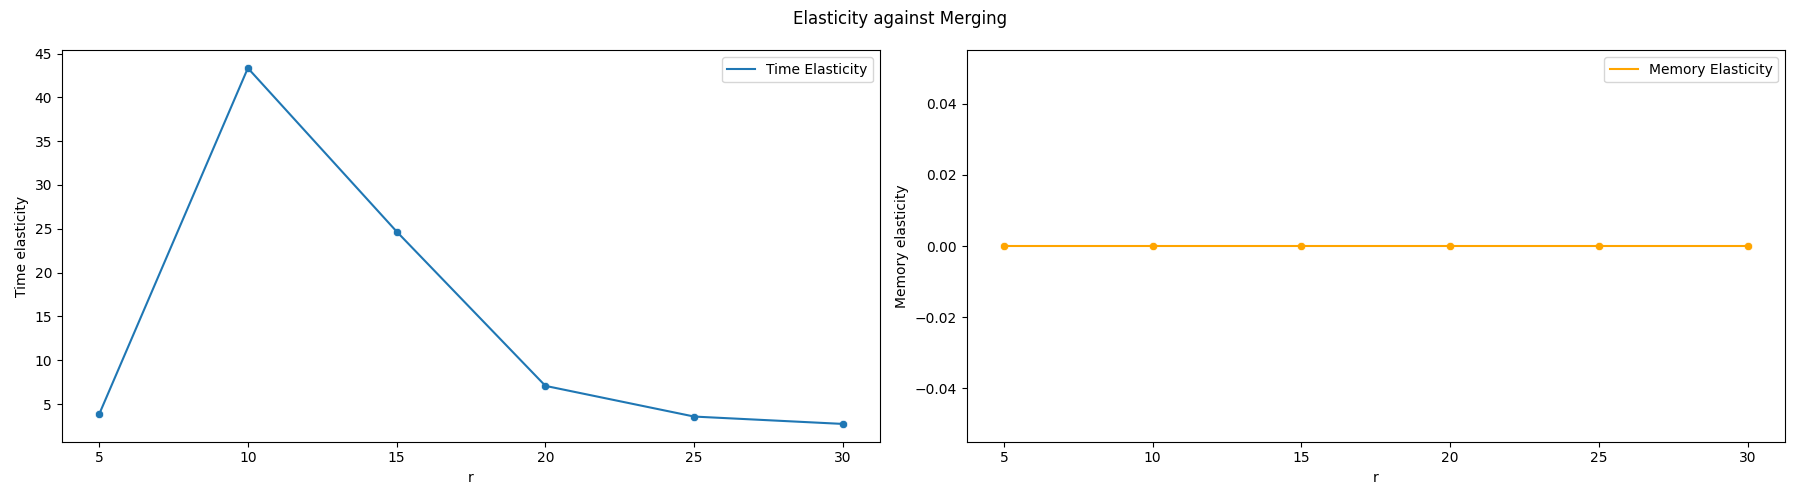 Elasticity against Merging
Time Elasticity
45
40
35
30
25
20
15
10
5
Time elasticity
5 10 15 20 25 30
r
Memory Elasticity
0.04
0.02
0.00
−0.02
−0.04
Memory elasticity
5 10 15 20 25 30
r